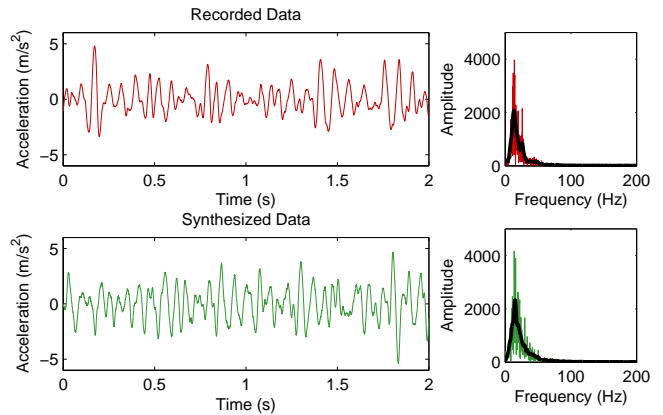 Recorded Data
Acceleration (m/s²)
5
0
−5
0
0.5
1
1.5
2
Time (s)
Amplitude
4000
2000
0
0
100
200
Frequency (Hz)
Synthesized Data
Acceleration (m/s²)
5
0
−5
0
0.5
1
1.5
2
Time (s)
Amplitude
4000
2000
0
0
100
200
Frequency (Hz)